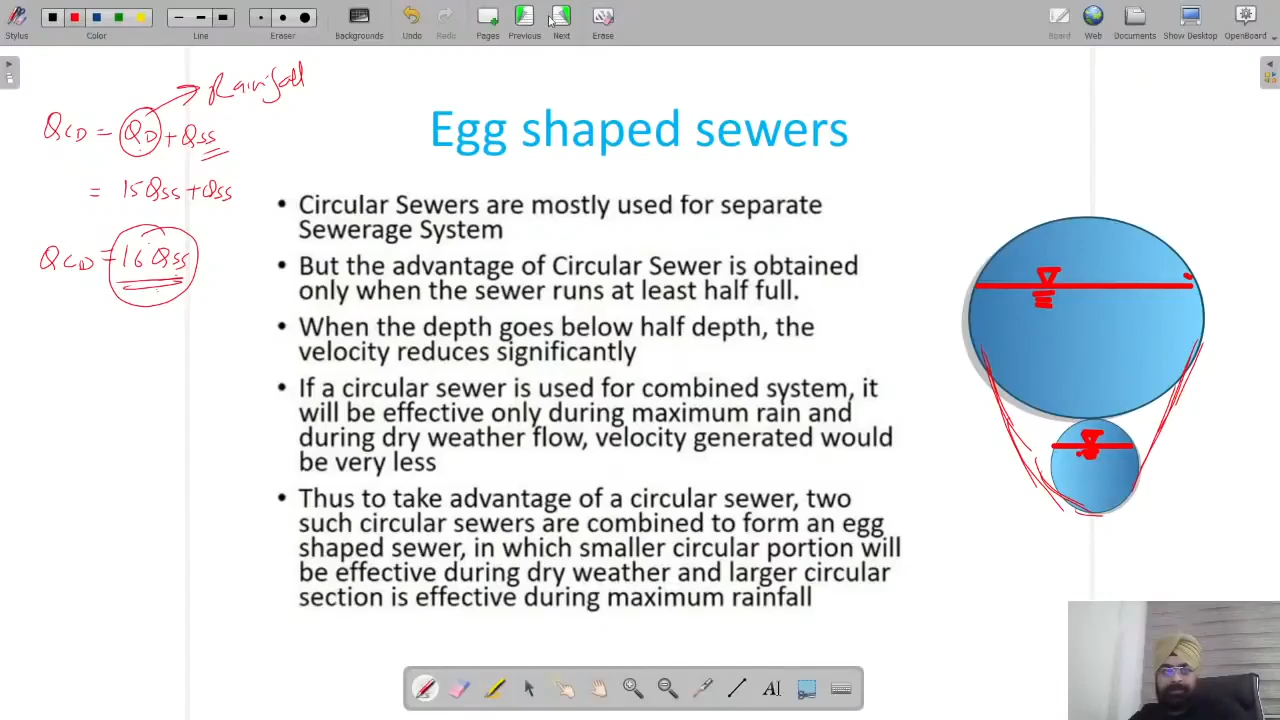 Stylus
Color
Line
Eraser
Backgrounds
Undo
Redo
Pages
Previous
Next
Erase
Board
Web
Documents
Show Desktop
OpenBoard
Rainfall
QCD = QD + QSS
= 15QSS + QSS
QCD = 16 QSS
Egg shaped sewers
• Circular Sewers are mostly used for separate
Sewerage System
• But the advantage of Circular Sewer is obtained
only when the sewer runs at least half full.
• When the depth goes below half depth, the
velocity reduces significantly
• If a circular sewer is used for combined system, it
will be effective only during maximum rain and
during dry weather flow, velocity generated would
be very less
• Thus to take advantage of a circular sewer, two
such circular sewers are combined to form an egg
shaped sewer, in which smaller circular portion will
be effective during dry weather and larger circular
section is effective during maximum rainfall